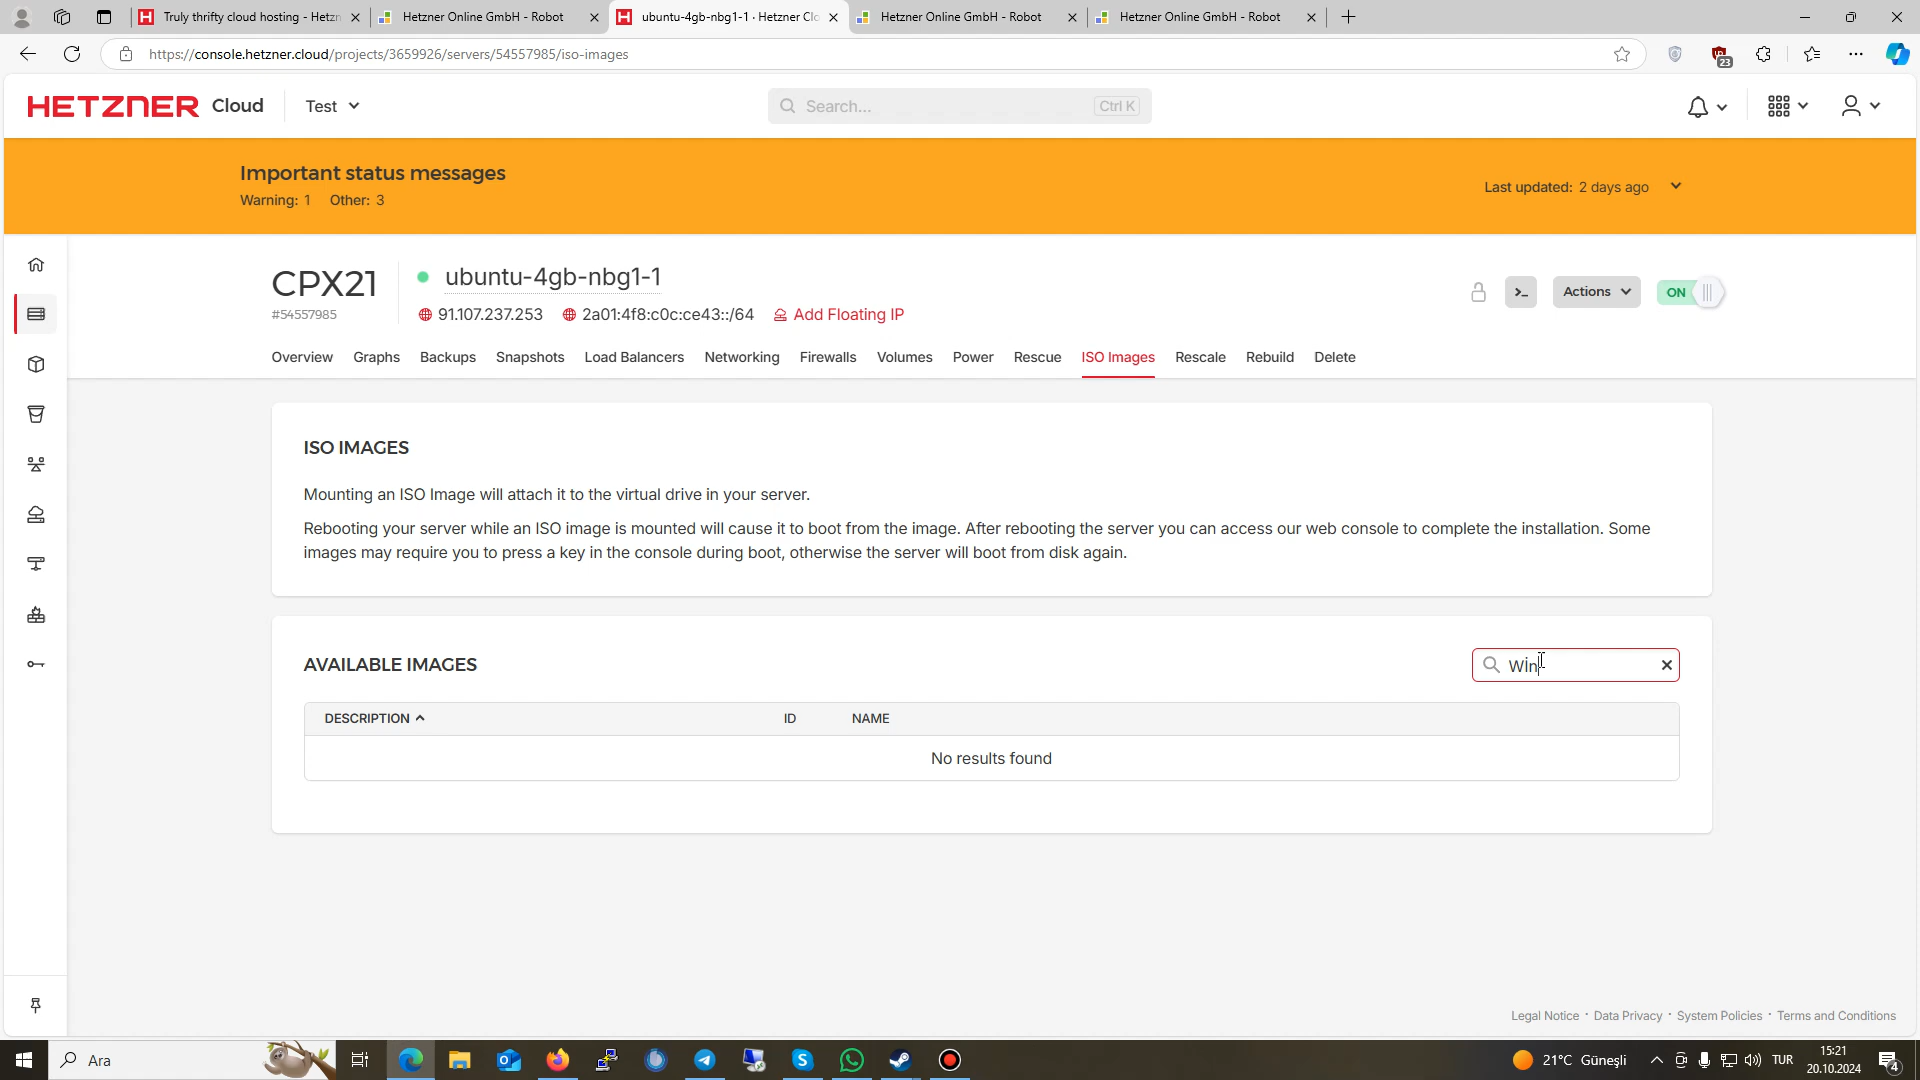 Truly thrifty cloud hosting - Hetzn
Hetzner Online GmbH - Robot
ubuntu-4gb-nbg1-1 · Hetzner Clo
Hetzner Online GmbH - Robot
Hetzner Online GmbH - Robot
https://console.hetzner.cloud/projects/3659926/servers/54557985/iso-images
23
HETZNER Cloud
Test
Search...
Ctrl K
Important status messages
Warning: 1 Other: 3
Last updated: 2 days ago
CPX21
#54557985
ubuntu-4gb-nbg1-1
91.107.237.253
2a01:4f8:c0c:ce43::/64
Add Floating IP
Actions
ON
Overview Graphs Backups Snapshots Load Balancers Networking Firewalls Volumes Power Rescue ISO Images Rescale Rebuild Delete
ISO IMAGES
Mounting an ISO Image will attach it to the virtual drive in your server.
Rebooting your server while an ISO image is mounted will cause it to boot from the image. After rebooting the server you can access our web console to complete the installation. Some
images may require you to press a key in the console during boot, otherwise the server will boot from disk again.
AVAILABLE IMAGES
Wİn
DESCRIPTION ID NAME
No results found
Legal Notice · Data Privacy · System Policies · Terms and Conditions
Ara
21°C Güneşli
TUR
15:21
20.10.2024
4